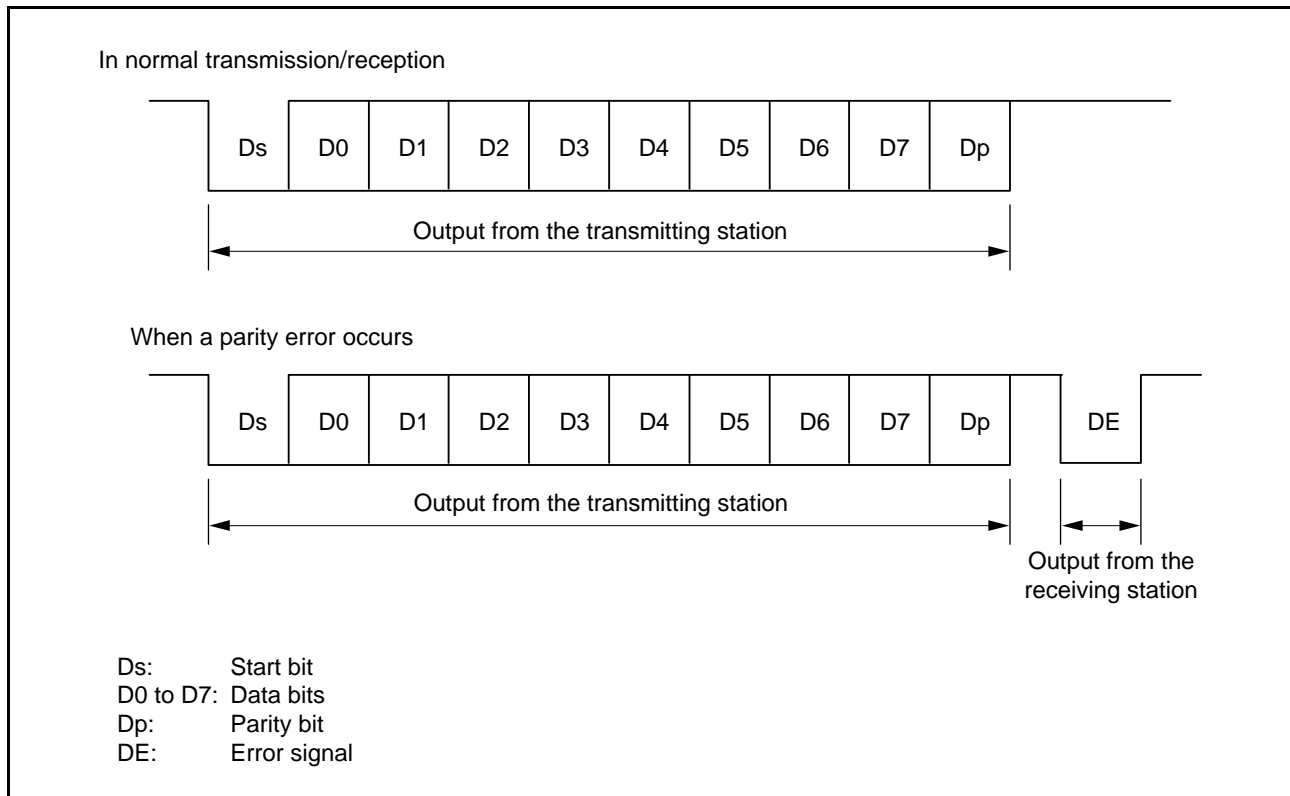 In normal transmission/reception
Ds D0 D1 D2 D3 D4 D5 D6 D7 Dp
Output from the transmitting station
When a parity error occurs
Ds D0 D1 D2 D3 D4 D5 D6 D7 Dp DE
Output from the transmitting station
Output from the
receiving station
Ds: Start bit
D0 to D7: Data bits
Dp: Parity bit
DE: Error signal